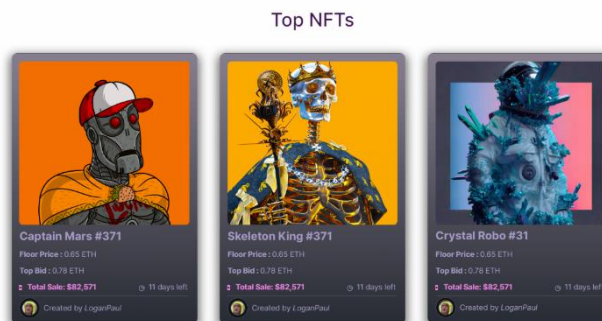 Top NFTs
Captain Mars #371
Floor Price : 0.65 ETH
Top Bid : 0.78 ETH
Total Sale: $82,571 11 days left
Created by LoganPaul
Skeleton King #371
Floor Price : 0.65 ETH
Top Bid : 0.78 ETH
Total Sale: $82,571 11 days left
Created by LoganPaul
Crystal Robo #31
Floor Price : 0.65 ETH
Top Bid : 0.78 ETH
Total Sale: $82,571 11 days left
Created by LoganPaul